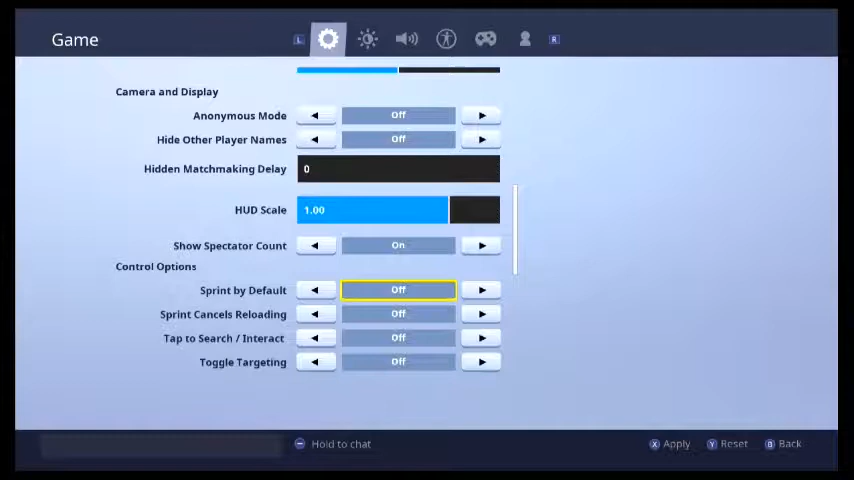 Game
L
R
Camera and Display
Anonymous Mode Off
Hide Other Player Names Off
Hidden Matchmaking Delay 0
HUD Scale 1.00
Show Spectator Count On
Control Options
Sprint by Default Off
Sprint Cancels Reloading Off
Tap to Search / Interact Off
Toggle Targeting Off
Hold to chat
X Apply Y Reset B Back